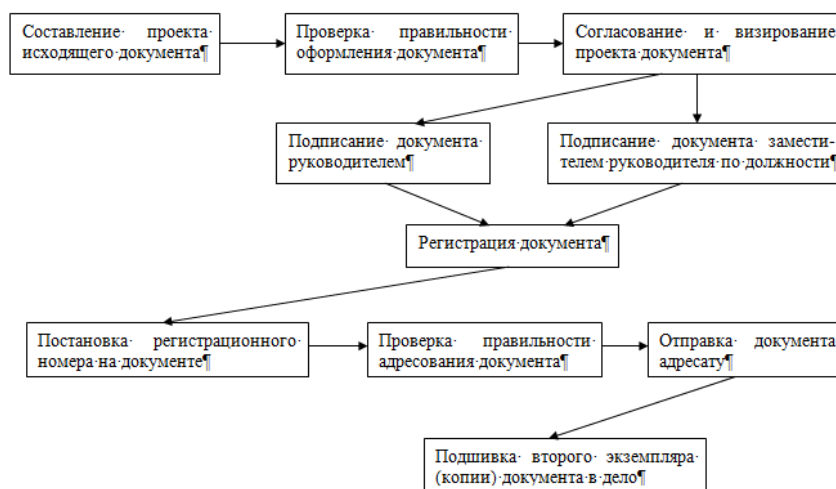 Составление проекта
исходящего документа¶
Проверка правильности
оформления документа¶
Согласование и визирование
проекта документа¶
Подписание документа
руководителем¶
Подписание документа замести-
телем руководителя по должности¶
Регистрация документа¶
Постановка регистрационного
номера на документе¶
Проверка правильности
адресования документа¶
Отправка документа
адресату¶
Подшивка второго экземпляра
(копии) документа в дело¶